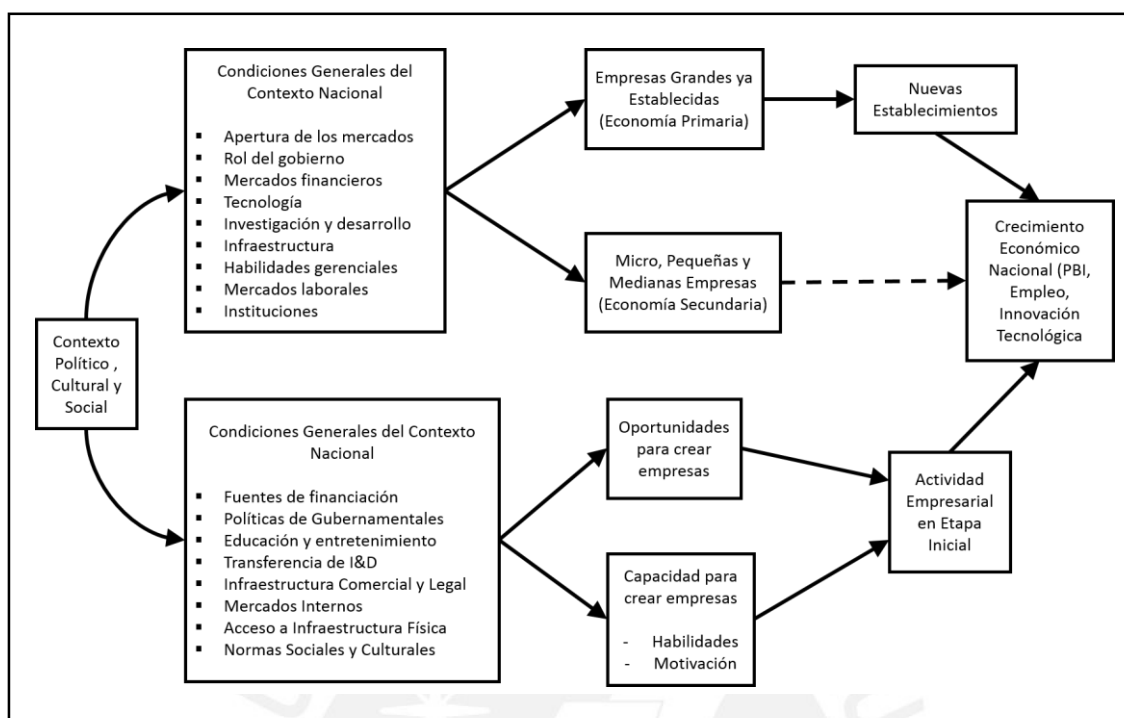 Contexto
Político ,
Cultural y
Social
Condiciones Generales del
Contexto Nacional
▪ Apertura de los mercados
▪ Rol del gobierno
▪ Mercados financieros
▪ Tecnología
▪ Investigación y desarrollo
▪ Infraestructura
▪ Habilidades gerenciales
▪ Mercados laborales
▪ Instituciones
Empresas Grandes ya
Establecidas
(Economía Primaria)
Nuevas
Establecimientos
Micro, Pequeñas y
Medianas Empresas
(Economía Secundaria)
Crecimiento
Económico
Nacional (PBI,
Empleo,
Innovación
Tecnológica
Condiciones Generales del Contexto
Nacional
▪ Fuentes de financiación
▪ Políticas de Gubernamentales
▪ Educación y entretenimiento
▪ Transferencia de I&D
▪ Infraestructura Comercial y Legal
▪ Mercados Internos
▪ Acceso a Infraestructura Física
▪ Normas Sociales y Culturales
Oportunidades
para crear
empresas
Capacidad para
crear empresas
- Habilidades
- Motivación
Actividad
Empresarial
en Etapa
Inicial